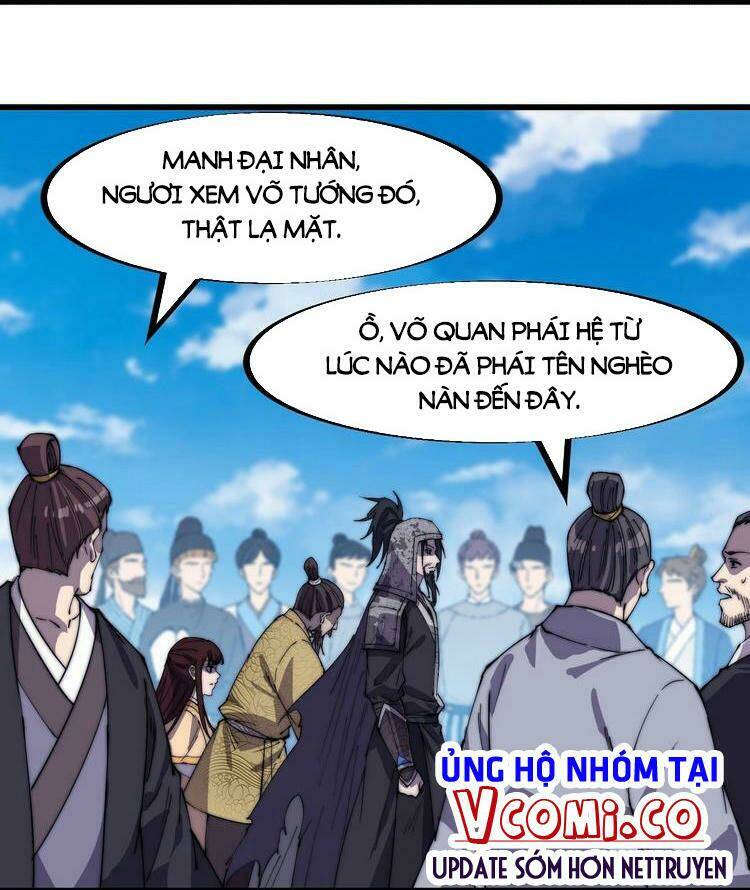 MANH ĐẠI NHÂN,
NGƯƠI XEM VÕ TƯỚNG ĐÓ,
THẬT LẠ MẶT.
Ồ, VÕ QUAN PHÁI HỆ TỪ
LÚC NÀO ĐÃ PHÁI TÊN NGHÈO
NÀN ĐẾN ĐÂY.
ỦNG HỘ NHÓM TẠI
VCOMI.CO
UPDATE SỚM HƠN NETTRUYEN